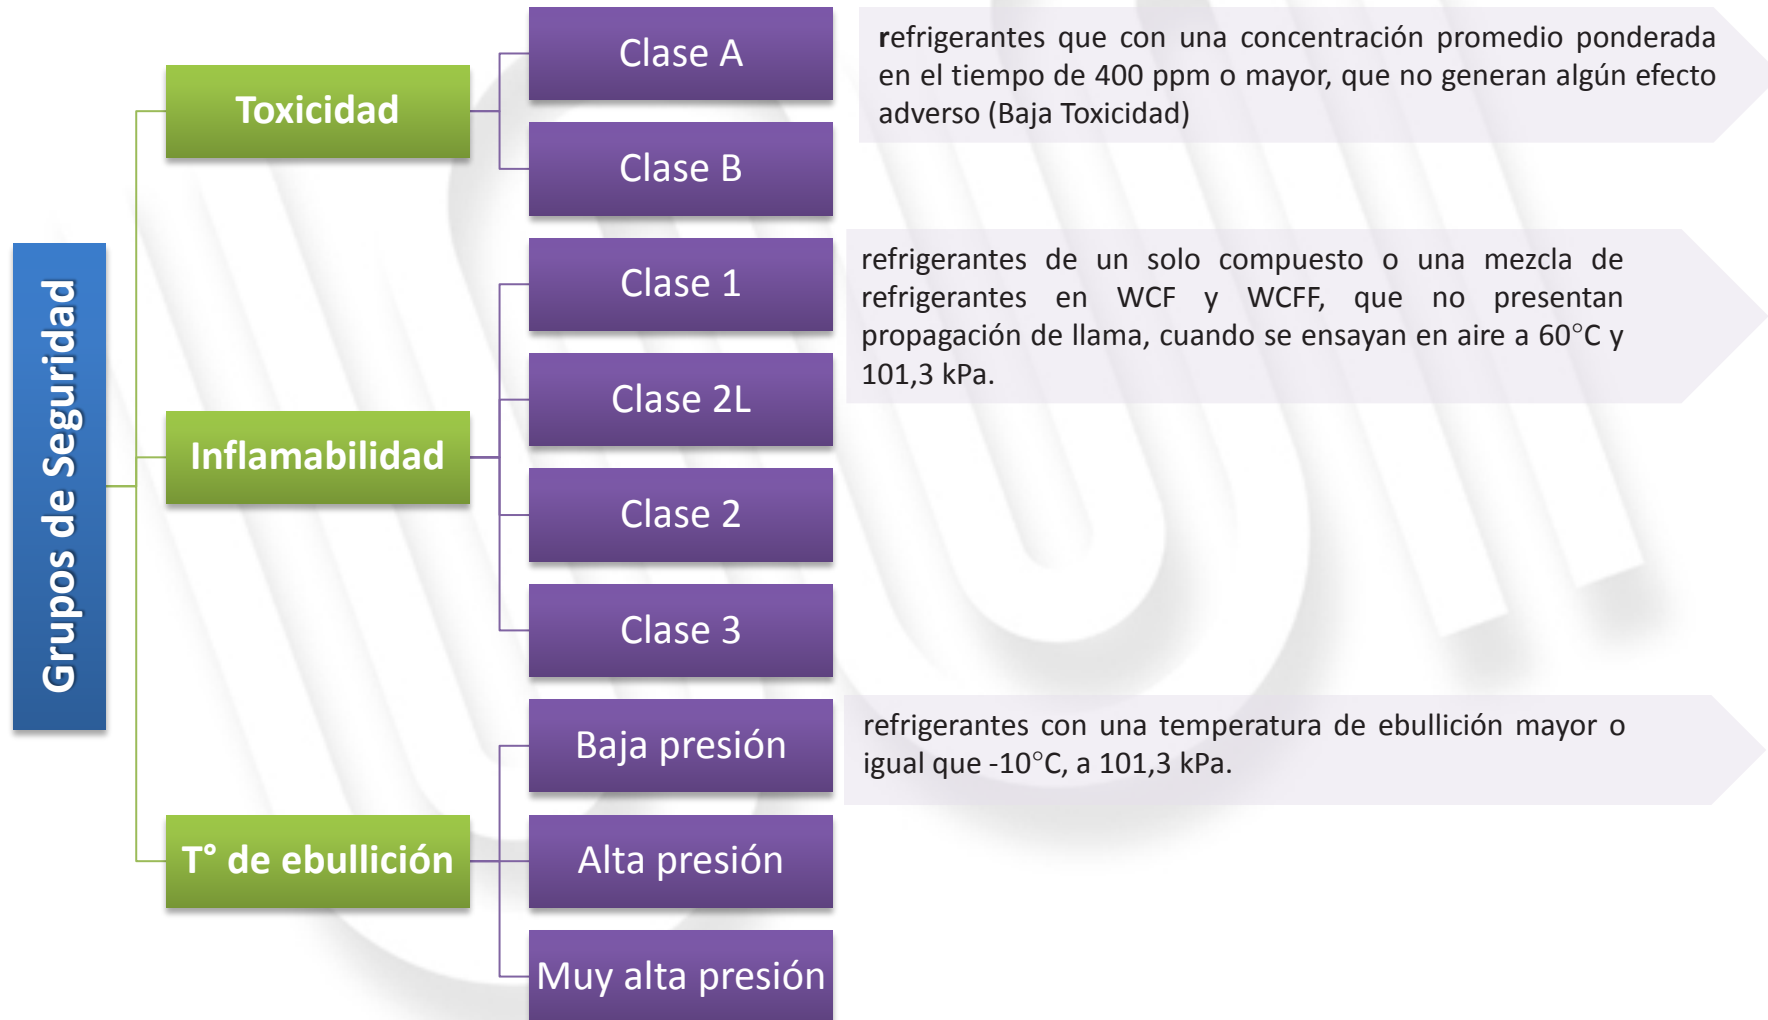 Grupos de Seguridad
Toxicidad
Clase A
refrigerantes que con una concentración promedio ponderada
en el tiempo de 400 ppm o mayor, que no generan algún efecto
adverso (Baja Toxicidad)
Clase B
Inflamabilidad
Clase 1
refrigerantes de un solo compuesto o una mezcla de
refrigerantes en WCF y WCFF, que no presentan
propagación de llama, cuando se ensayan en aire a 60°C y
101,3 kPa.
Clase 2L
Clase 2
Clase 3
T° de ebullición
Baja presión
refrigerantes con una temperatura de ebullición mayor o
igual que -10°C, a 101,3 kPa.
Alta presión
Muy alta presión